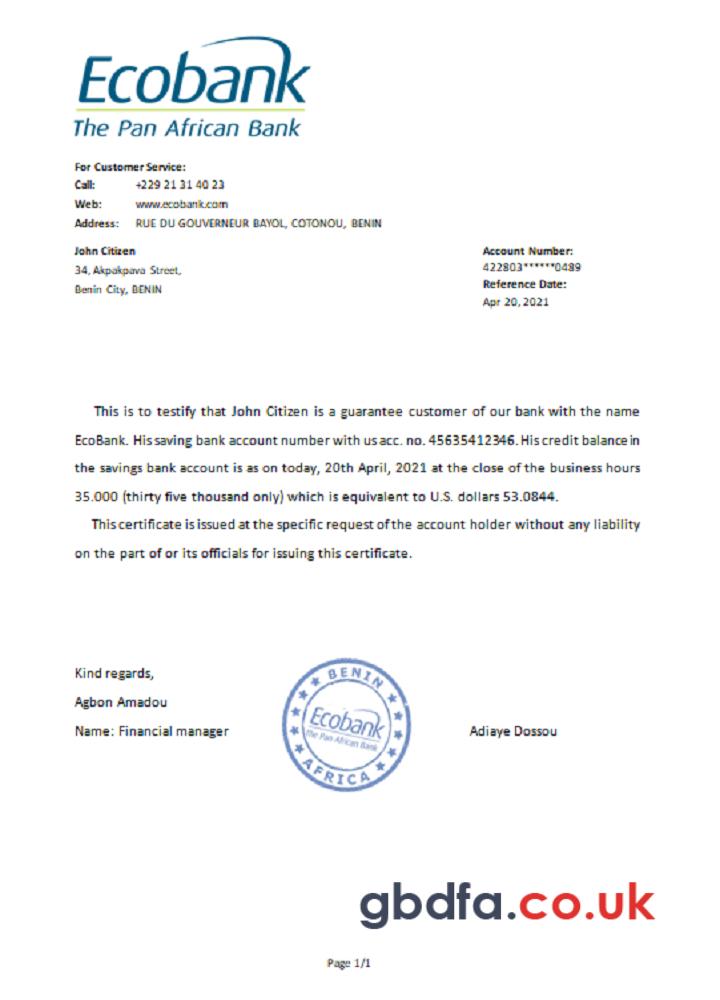 Ecobank
The Pan African Bank
For Customer Service:
Call: +229 21 31 40 23
Web: www.ecobank.com
Address: RUE DU GOUVERNEUR BAYOL, COTONOU, BENIN
John Citizen
34, Akpakpava Street,
Benin City, BENIN
Account Number:
422803******0489
Reference Date:
Apr 20, 2021
This is to testify that John Citizen is a guarantee customer of our bank with the name
EcoBank. His saving bank account number with us acc. no. 45635412346. His credit balance in
the savings bank account is as on today, 20th April, 2021 at the close of the business hours
35.000 (thirty five thousand only) which is equivalent to U.S. dollars 53.0844.
This certificate is issued at the specific request of the account holder without any liability
on the part of or its officials for issuing this certificate.
Kind regards,
Agbon Amadou
Name: Financial manager
BENIN
Ecobank
The Pan African Bank
AFRICA
Adiaye Dossou
gbdfa.co.uk
Page 1/1